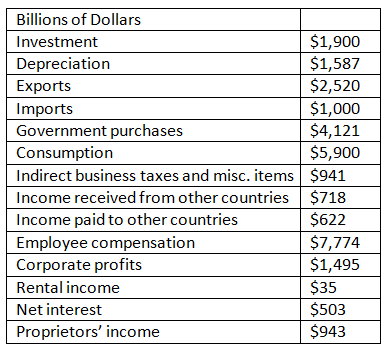 Billions of Dollars
Investment $1,900
Depreciation $1,587
Exports $2,520
Imports $1,000
Government purchases $4,121
Consumption $5,900
Indirect business taxes and misc. items $941
Income received from other countries $718
Income paid to other countries $622
Employee compensation $7,774
Corporate profits $1,495
Rental income $35
Net interest $503
Proprietors’ income $943